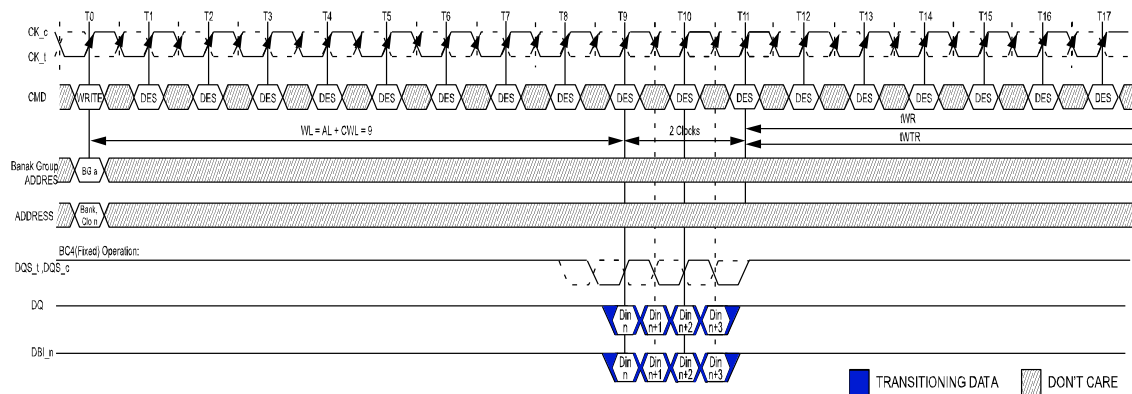 T0 T1 T2 T3 T4 T5 T6 T7 T8 T9 T10 T11 T12 T13 T14 T15 T16 T17
CK_c
CK_t
CMD WRITE DES DES DES DES DES DES DES DES DES DES DES DES DES DES DES DES DES
WL = AL + CWL = 9 2 Clocks tWR
tWTR
Banak Group
ADDRES
BG a
ADDRESS
Bank,
Clo n
BC4(Fixed) Operation:
DQS_t ,DQS_c
DQ
Din n Din n+1 Din n+2 Din n+3
DBI_n
Din n Din n+1 Din n+2 Din n+3
TRANSITIONING DATA DON'T CARE